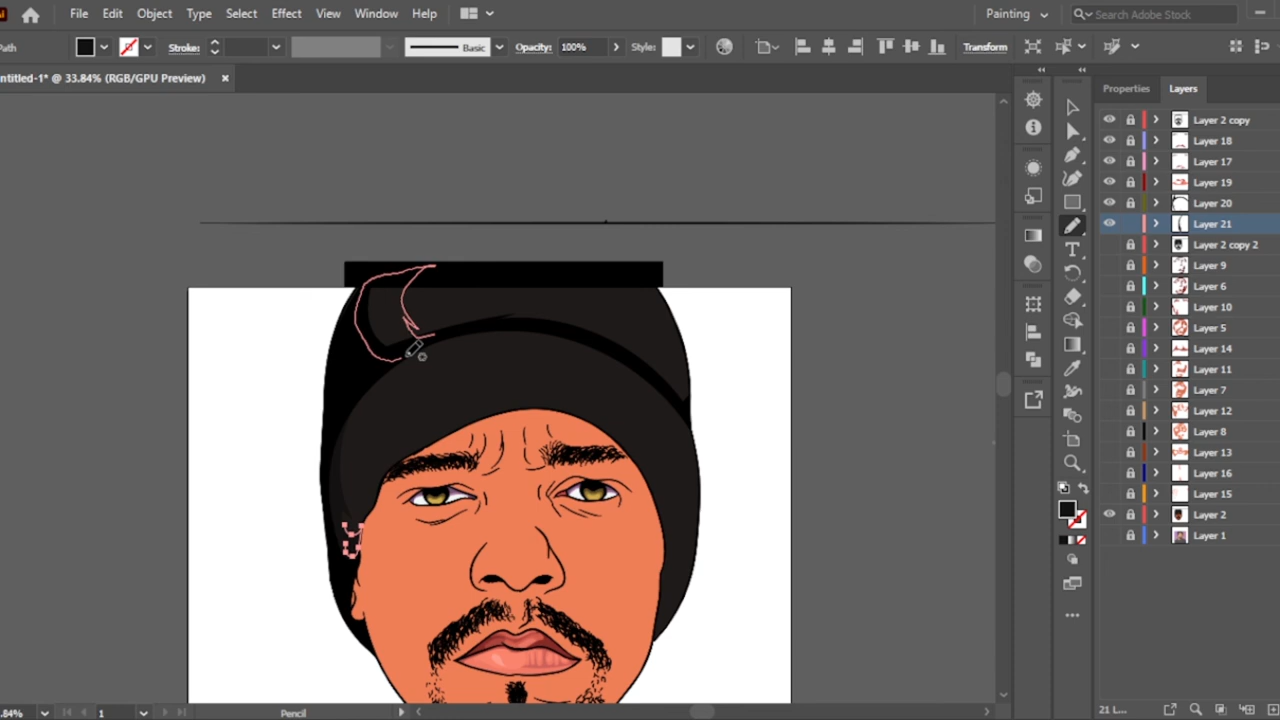 File Edit Object Type Select Effect View Window Help Painting Search Adobe Stock
Path Stroke: Basic Opacity: 100% Style: Transform
ntitled-1* @ 33.84% (RGB/GPU Preview) ×
Properties Layers
Layer 2 copy
Layer 18
Layer 17
Layer 19
Layer 20
Layer 21
Layer 2 copy 2
Layer 9
Layer 6
Layer 10
Layer 5
Layer 14
Layer 11
Layer 7
Layer 12
Layer 8
Layer 13
Layer 16
Layer 15
Layer 2
Layer 1
.84% 1 Pencil 21 L...